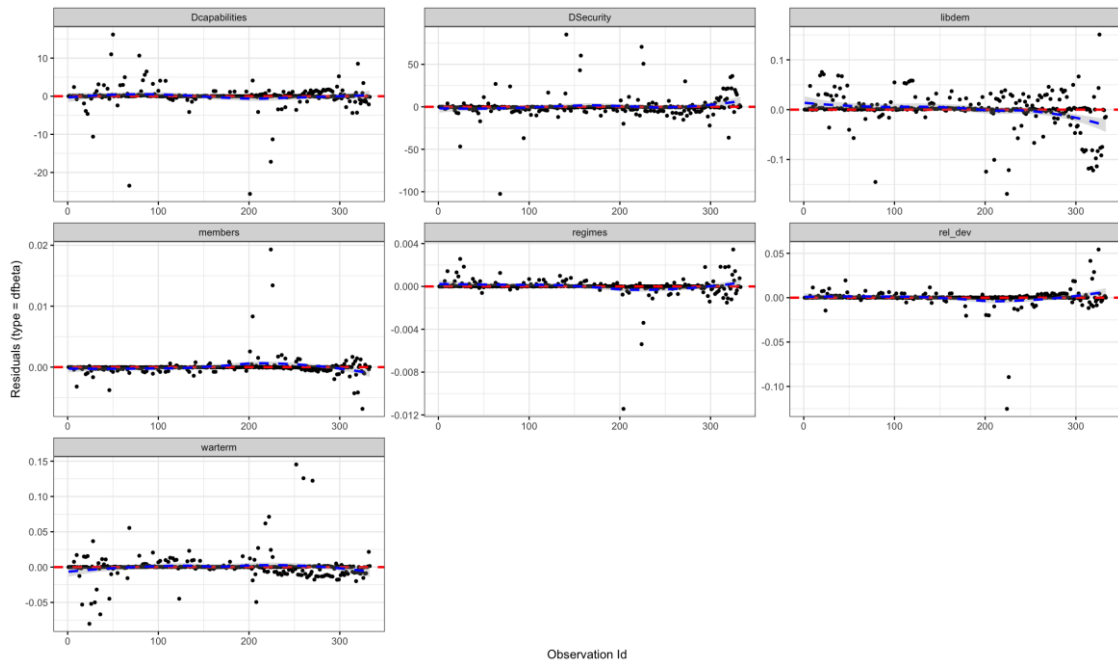 Dcapabilities
DSecurity
libdem
10
0
-10
-20
50
0
-50
-100
0.1
0.0
-0.1
0 100 200 300
0 100 200 300
0 100 200 300
members
regimes
rel_dev
0.02
0.01
0.00
0.004
0.000
-0.004
-0.008
-0.012
0.05
0.00
-0.05
-0.10
0 100 200 300
0 100 200 300
0 100 200 300
Residuals (type = dfbeta)
warterm
0.15
0.10
0.05
0.00
-0.05
0 100 200 300
Observation Id